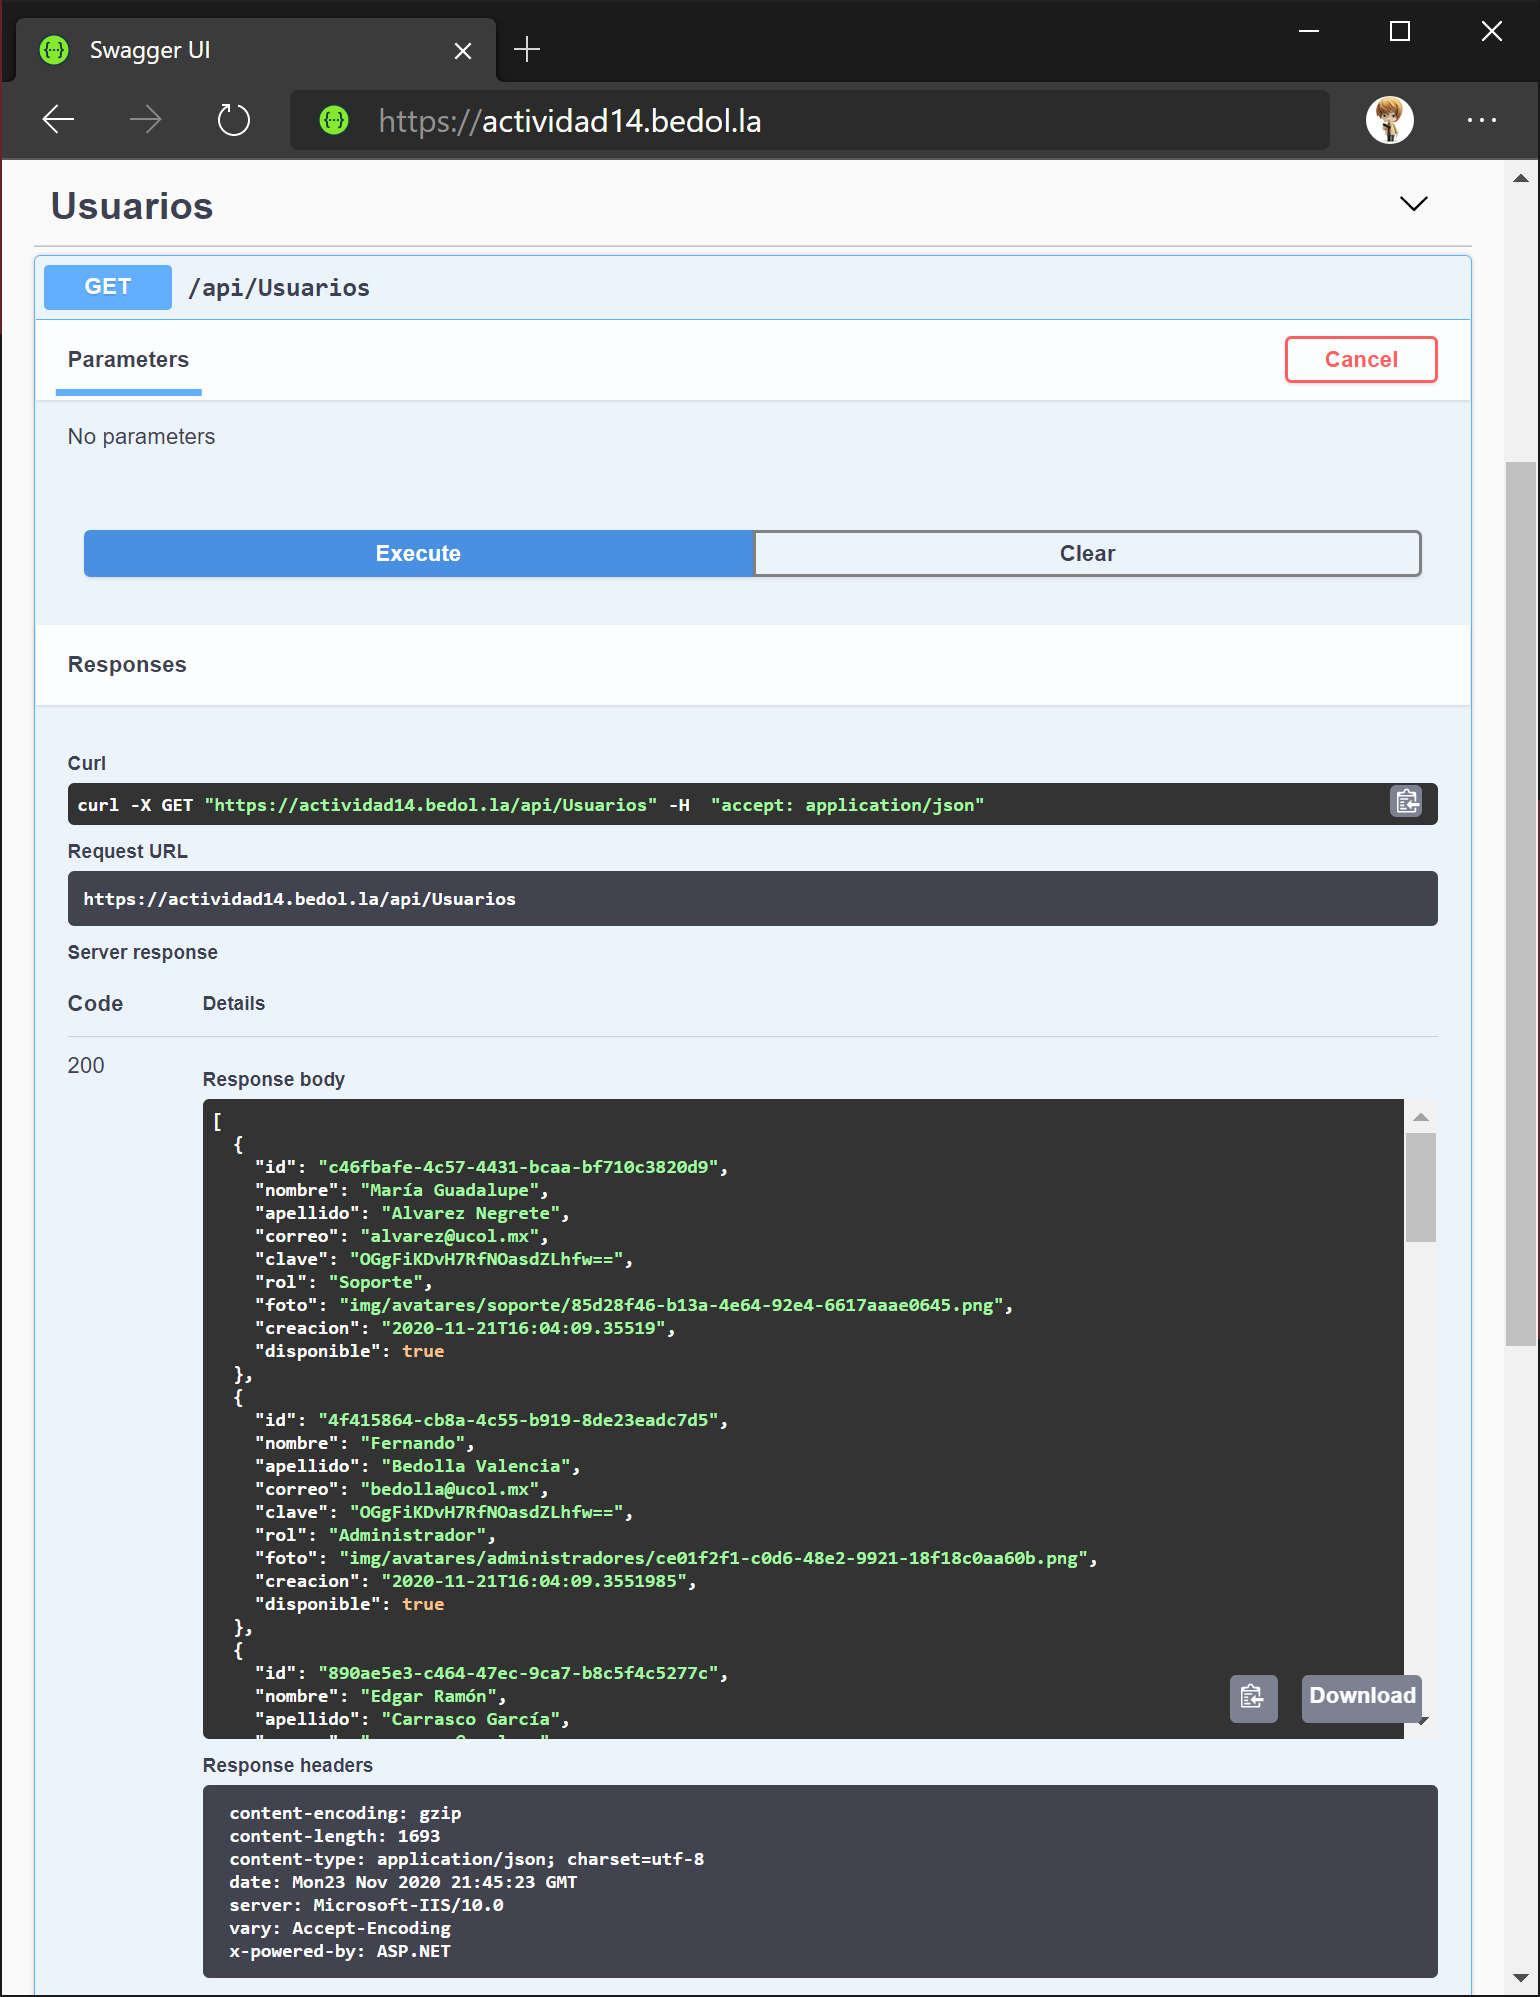 Swagger UI
https://actividad14.bedol.la
Usuarios
GET /api/Usuarios
Parameters
Cancel
No parameters
Execute
Clear
Responses
Curl
curl -X GET "https://actividad14.bedol.la/api/Usuarios" -H  "accept: application/json"
Request URL
https://actividad14.bedol.la/api/Usuarios
Server response
Code Details
200
Response body
[
{
"id": "c46fbafe-4c57-4431-bcaa-bf710c3820d9",
"nombre": "María Guadalupe",
"apellido": "Alvarez Negrete",
"correo": "alvarez@ucol.mx",
"clave": "OGgFiKDvH7RfNOasdZLhfw==",
"rol": "Soporte",
"foto": "img/avatares/soporte/85d28f46-b13a-4e64-92e4-6617aaae0645.png",
"creacion": "2020-11-21T16:04:09.35519",
"disponible": true
},
{
"id": "4f415864-cb8a-4c55-b919-8de23eadc7d5",
"nombre": "Fernando",
"apellido": "Bedolla Valencia",
"correo": "bedolla@ucol.mx",
"clave": "OGgFiKDvH7RfNOasdZLhfw==",
"rol": "Administrador",
"foto": "img/avatares/administradores/ce01f2f1-c0d6-48e2-9921-18f18c0aa60b.png",
"creacion": "2020-11-21T16:04:09.3551985",
"disponible": true
},
{
"id": "890ae5e3-c464-47ec-9ca7-b8c5f4c5277c",
"nombre": "Edgar Ramón",
"apellido": "Carrasco García",
Download
Response headers
content-encoding: gzip
content-length: 1693
content-type: application/json; charset=utf-8
date: Mon23 Nov 2020 21:45:23 GMT
server: Microsoft-IIS/10.0
vary: Accept-Encoding
x-powered-by: ASP.NET